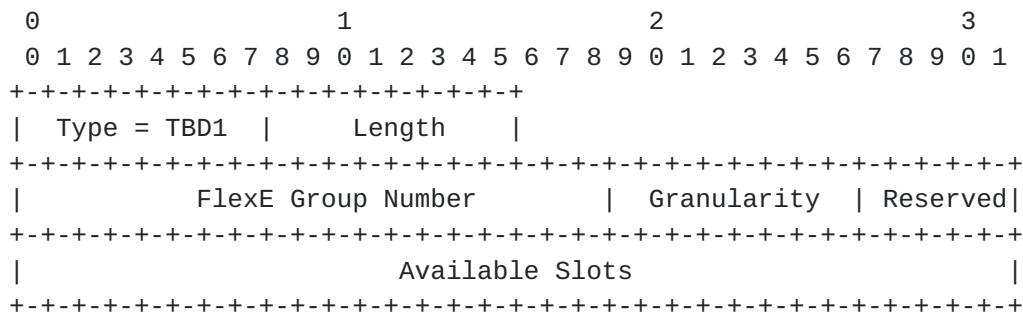 0                   1                   2                   3
 0 1 2 3 4 5 6 7 8 9 0 1 2 3 4 5 6 7 8 9 0 1 2 3 4 5 6 7 8 9 0 1
+-+-+-+-+-+-+-+-+-+-+-+-+-+-+-+-+
|  Type = TBD1  |     Length    |
+-+-+-+-+-+-+-+-+-+-+-+-+-+-+-+-+-+-+-+-+-+-+-+-+-+-+-+-+-+-+-+-+
|           FlexE Group Number        |  Granularity  | Reserved|
+-+-+-+-+-+-+-+-+-+-+-+-+-+-+-+-+-+-+-+-+-+-+-+-+-+-+-+-+-+-+-+-+
|                        Available Slots                        |
+-+-+-+-+-+-+-+-+-+-+-+-+-+-+-+-+-+-+-+-+-+-+-+-+-+-+-+-+-+-+-+-+